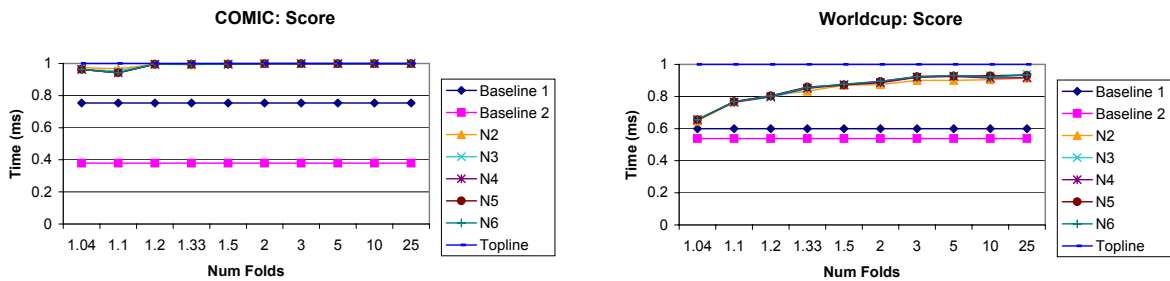 COMIC: Score
Time (ms)
1
0.8
0.6
0.4
0.2
0
1.04 1.1 1.2 1.33 1.5 2 3 5 10 25
Num Folds
Baseline 1
Baseline 2
N2
N3
N4
N5
N6
Topline
Worldcup: Score
Time (ms)
1
0.8
0.6
0.4
0.2
0
1.04 1.1 1.2 1.33 1.5 2 3 5 10 25
Num Folds
Baseline 1
Baseline 2
N2
N3
N4
N5
N6
Topline